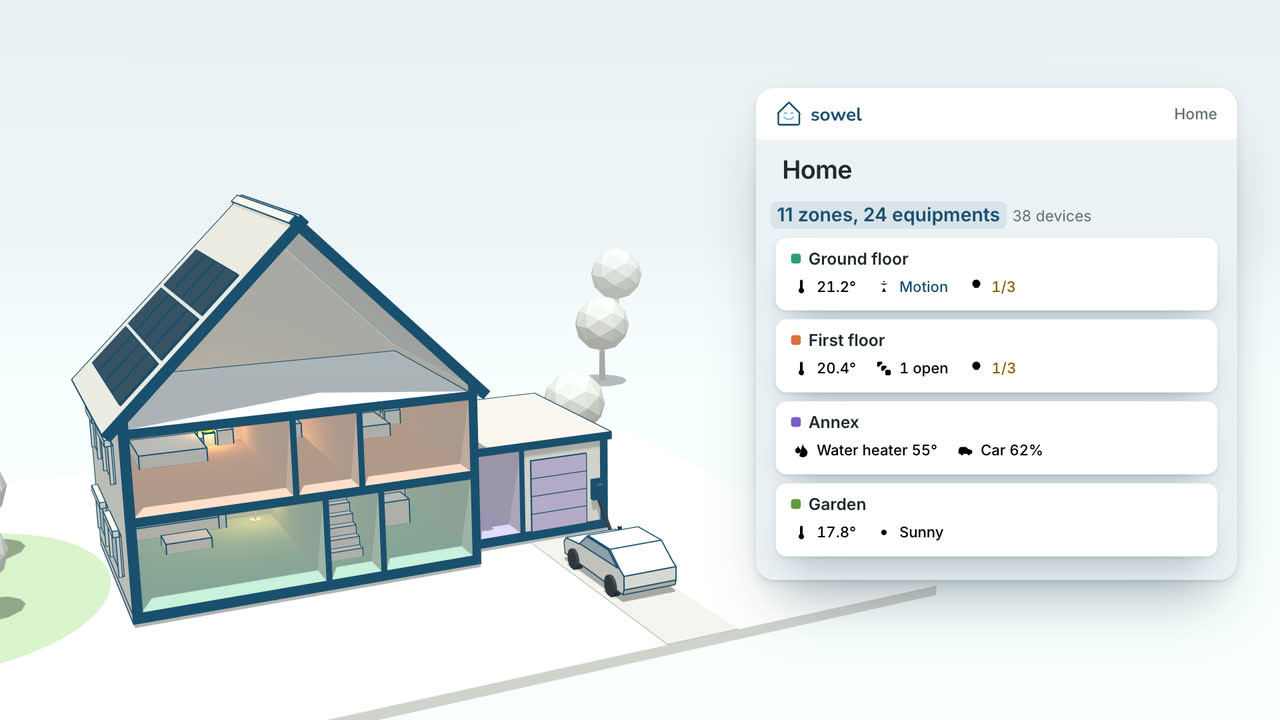 sowel
Home
Home
11 zones, 24 equipments 38 devices
Ground floor
21.2° Motion 1/3
First floor
20.4° 1 open 1/3
Annex
Water heater 55° Car 62%
Garden
17.8° Sunny